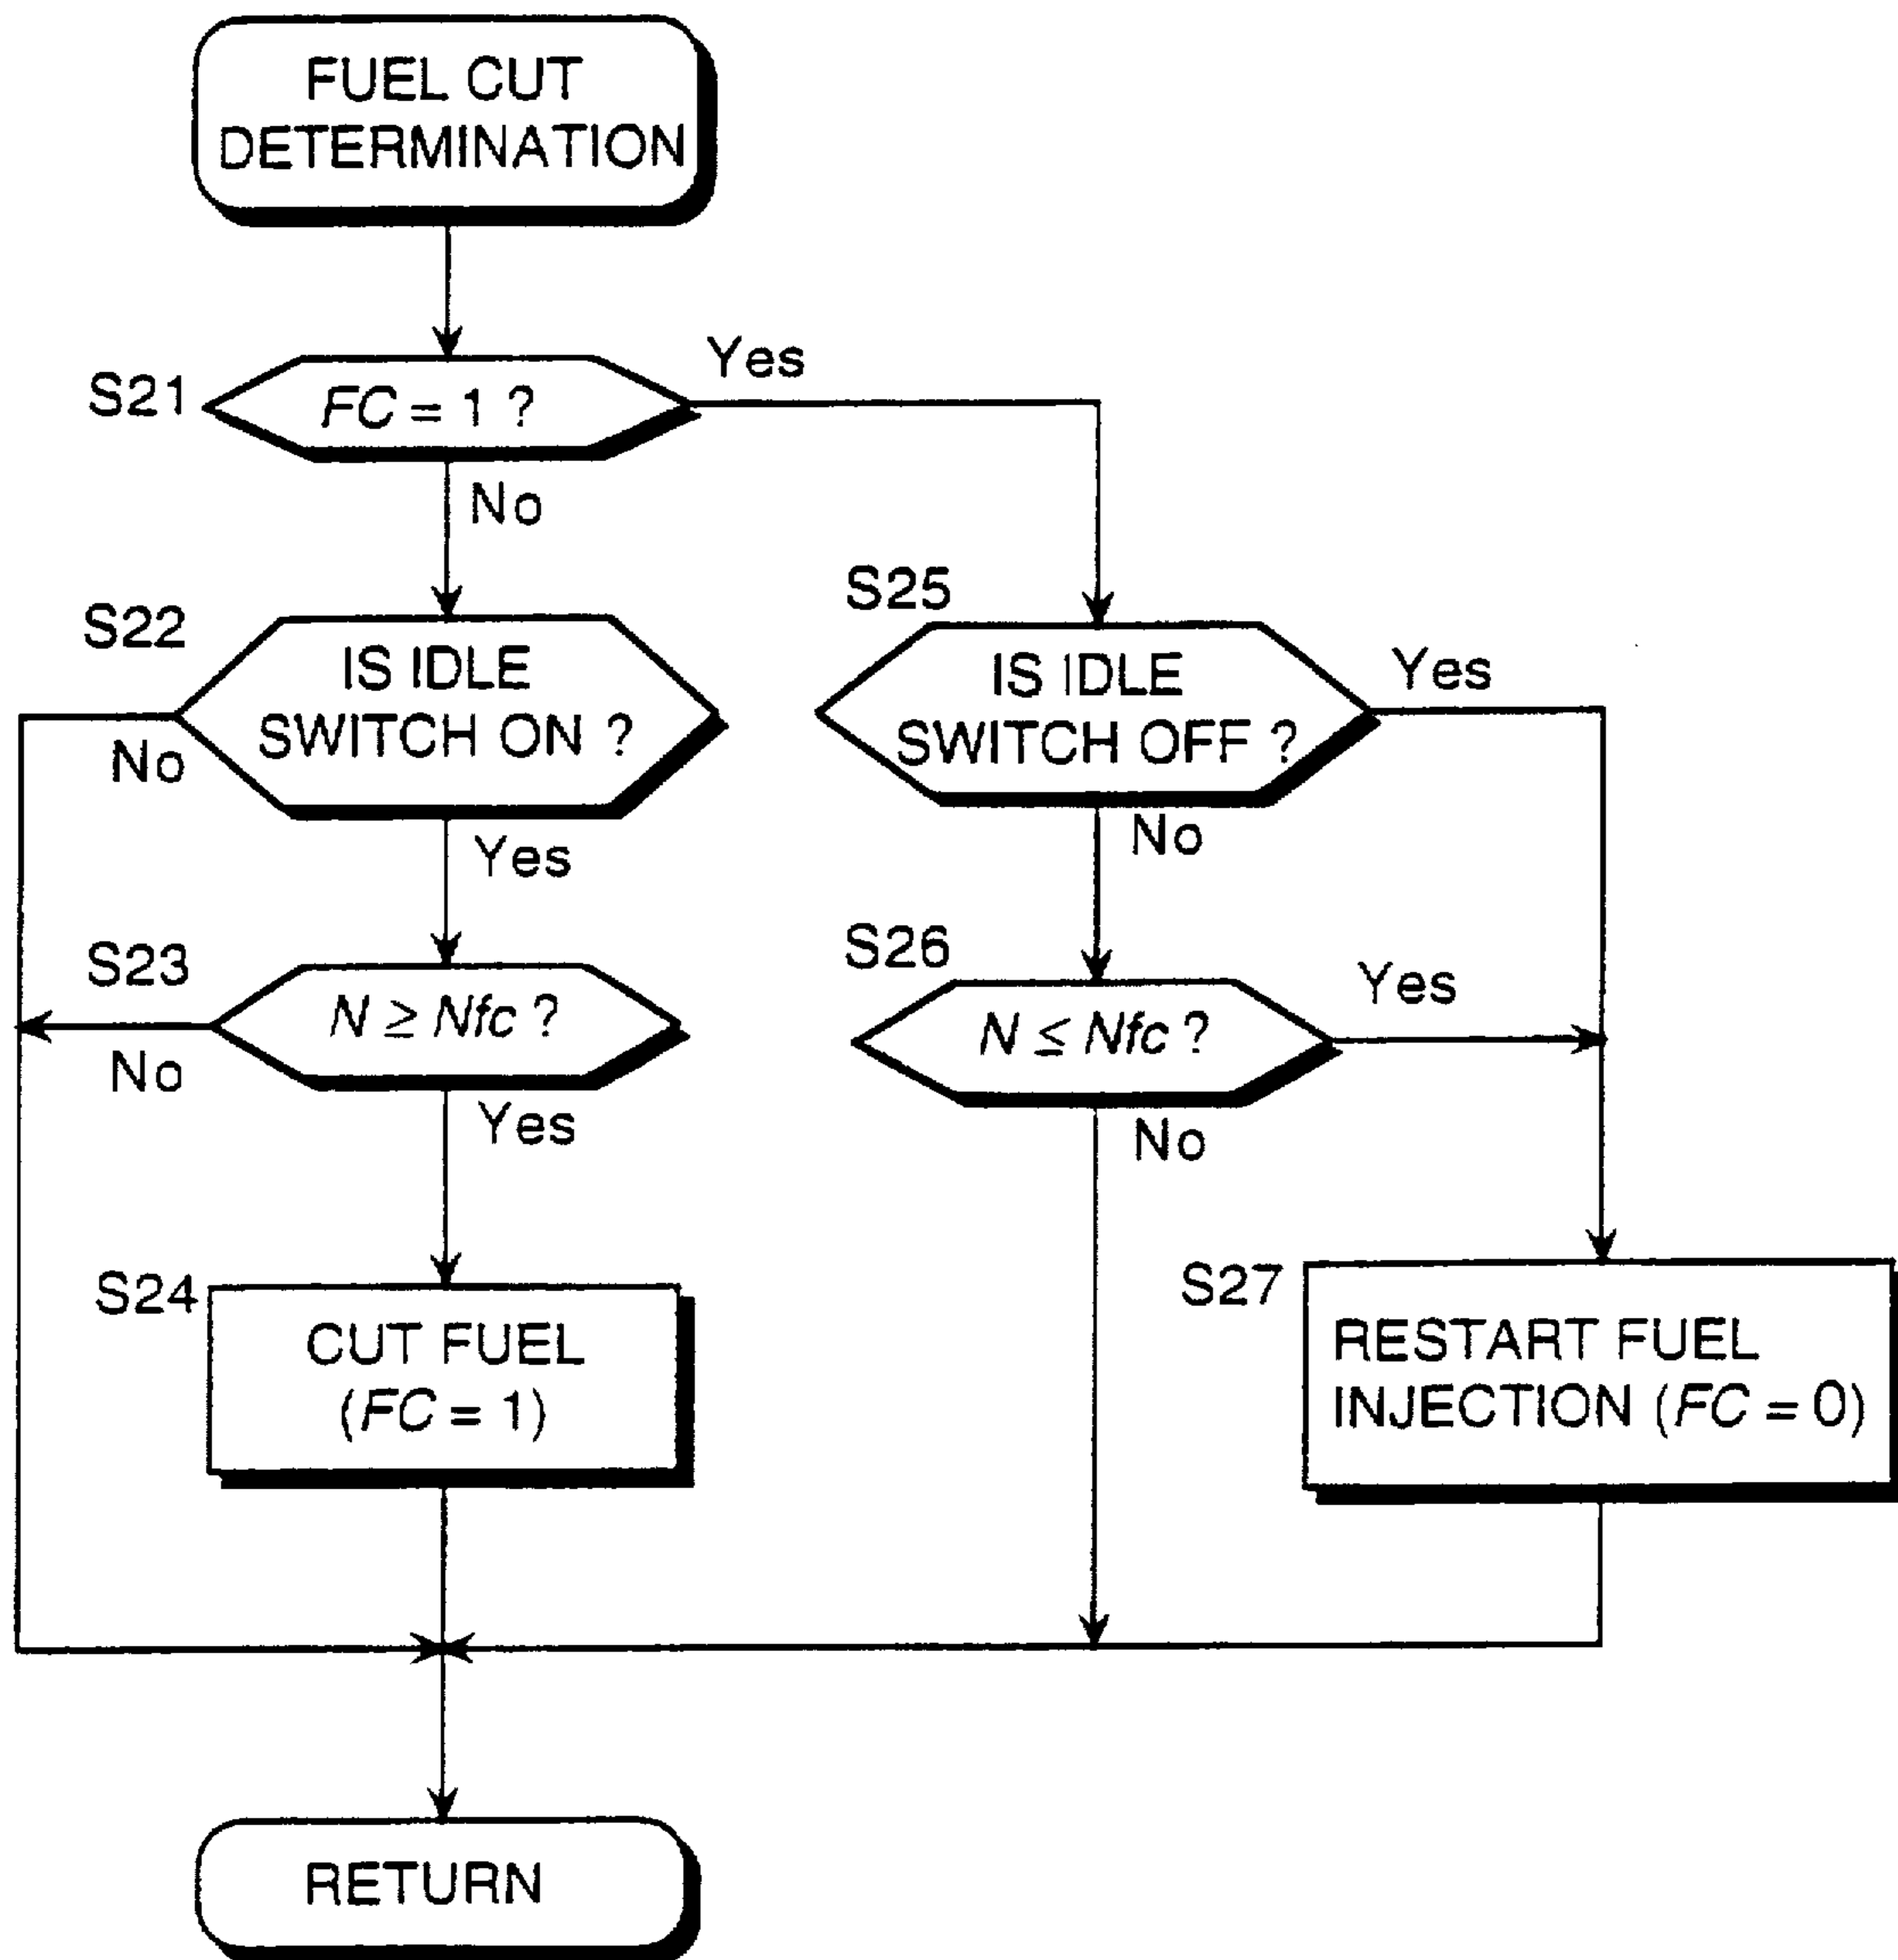 FUEL CUT
DETERMINATION
S21
FC = 1 ?
Yes
No
S22
IS IDLE
SWITCH ON ?
No
Yes
S25
IS IDLE
SWITCH OFF ?
Yes
No
S23
N ≥ Nfc ?
No
Yes
S26
N ≤ Nfc ?
Yes
No
S24
CUT FUEL
(FC = 1)
S27
RESTART FUEL
INJECTION (FC = 0)
RETURN